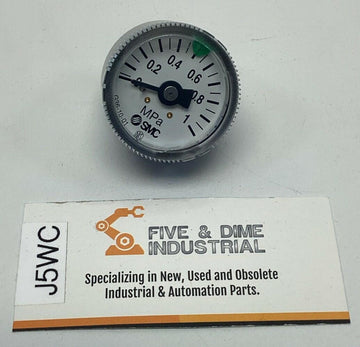 0.2
0.4
0.6
0.8
1
MPa
SMC
J5WC
FIVE & DIME
INDUSTRIAL
Specializing in New, Used and Obsolete
Industrial & Automation Parts.